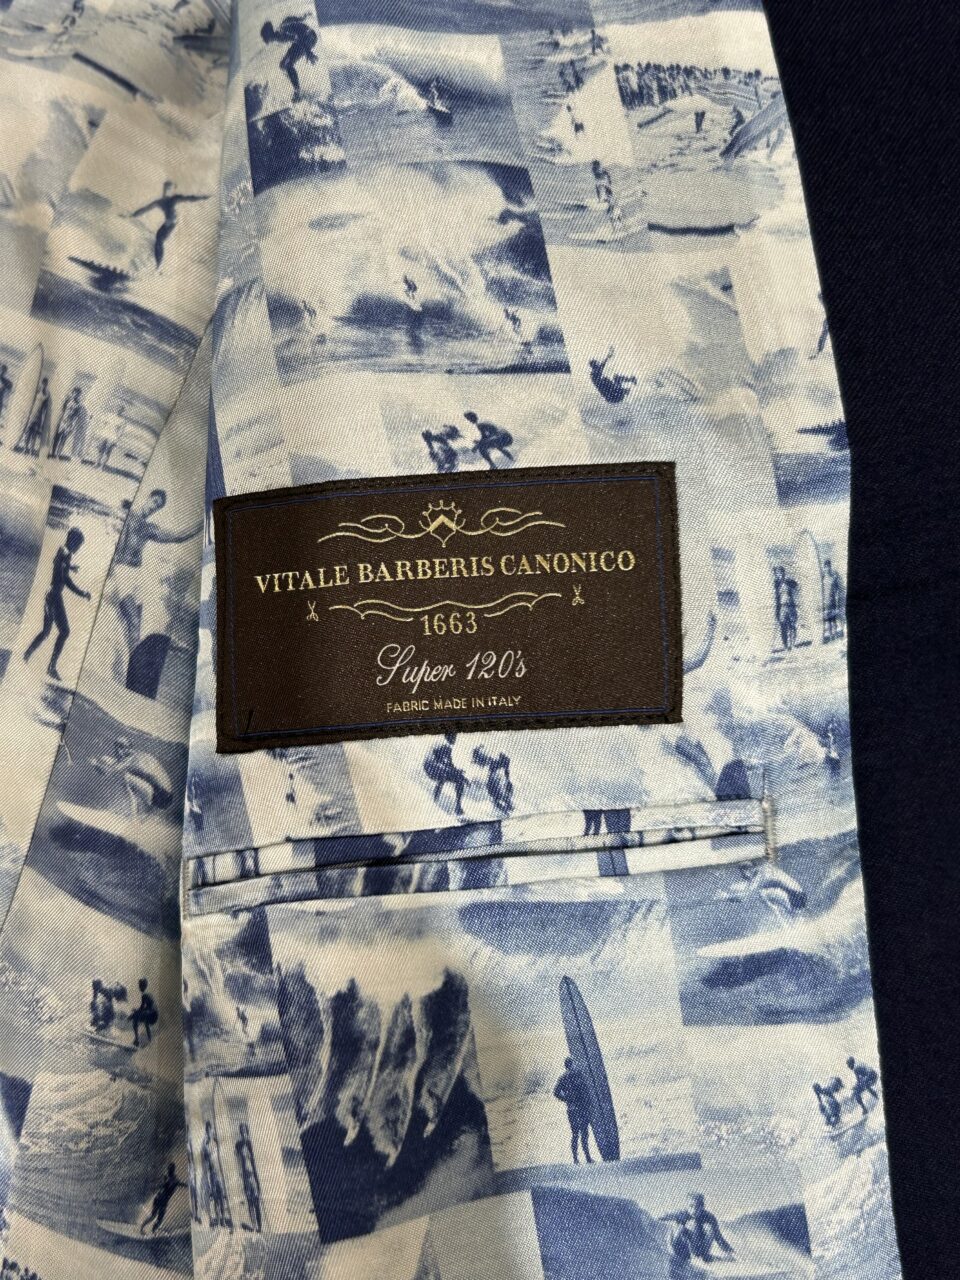 VITALE BARBERIS CANONICO
1663
Super 120's
FABRIC MADE IN ITALY